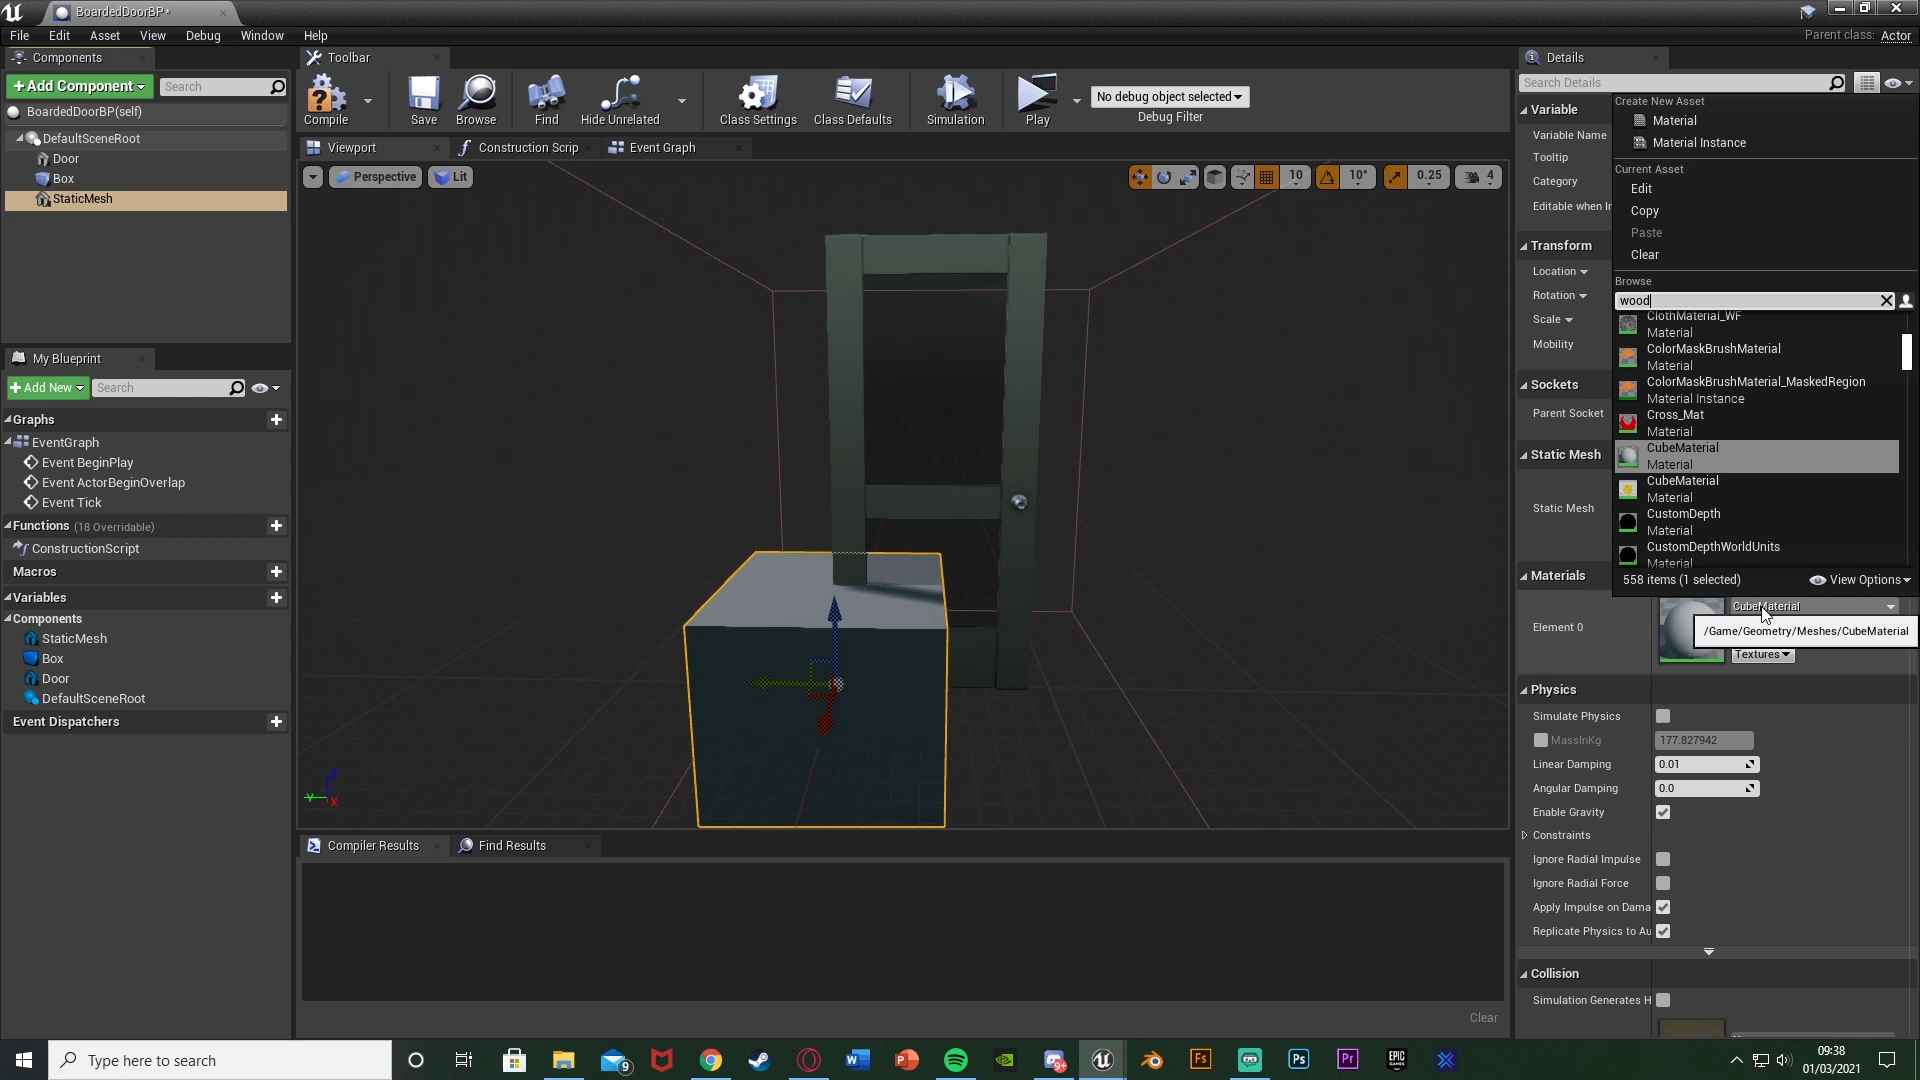 BoardedDoorBP*
File Edit Asset View Debug Window Help
Parent class: Actor
Components
+Add Component
Search
BoardedDoorBP(self)
DefaultSceneRoot
Door
Box
StaticMesh
My Blueprint
+Add New
Search
Graphs
EventGraph
Event BeginPlay
Event ActorBeginOverlap
Event Tick
Functions (18 Overridable)
ConstructionScript
Macros
Variables
Components
StaticMesh
Box
Door
DefaultSceneRoot
Event Dispatchers
Toolbar
Compile
Save
Browse
Find
Hide Unrelated
Class Settings
Class Defaults
Simulation
Play
No debug object selected
Debug Filter
Viewport
Construction Scrip
Event Graph
Perspective
Lit
10
10°
0.25
4
Compiler Results
Find Results
Clear
Details
Search Details
Variable
Variable Name
Tooltip
Category
Editable when In
Transform
Location
Rotation
Scale
Mobility
Sockets
Parent Socket
Static Mesh
Static Mesh
Materials
Element 0
Create New Asset
Material
Material Instance
Current Asset
Edit
Copy
Paste
Clear
Browse
wood
ClothMaterial_WF
Material
ColorMaskBrushMaterial
Material
ColorMaskBrushMaterial_MaskedRegion
Material Instance
Cross_Mat
Material
CubeMaterial
Material
CubeMaterial
Material
CustomDepth
Material
CustomDepthWorldUnits
Material
558 items (1 selected)
View Options
CubeMaterial
/Game/Geometry/Meshes/CubeMaterial
Textures
Physics
Simulate Physics
MassInKg
177.827942
Linear Damping
0.01
Angular Damping
0.0
Enable Gravity
Constraints
Ignore Radial Impulse
Ignore Radial Force
Apply Impulse on Dama
Replicate Physics to Au
Collision
Simulation Generates H
Type here to search
09:38
01/03/2021